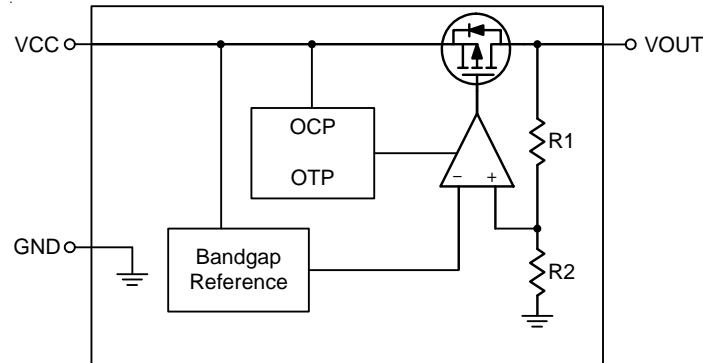 VCC
VOUT
OCP
OTP
R1
− +
GND
Bandgap
Reference
R2